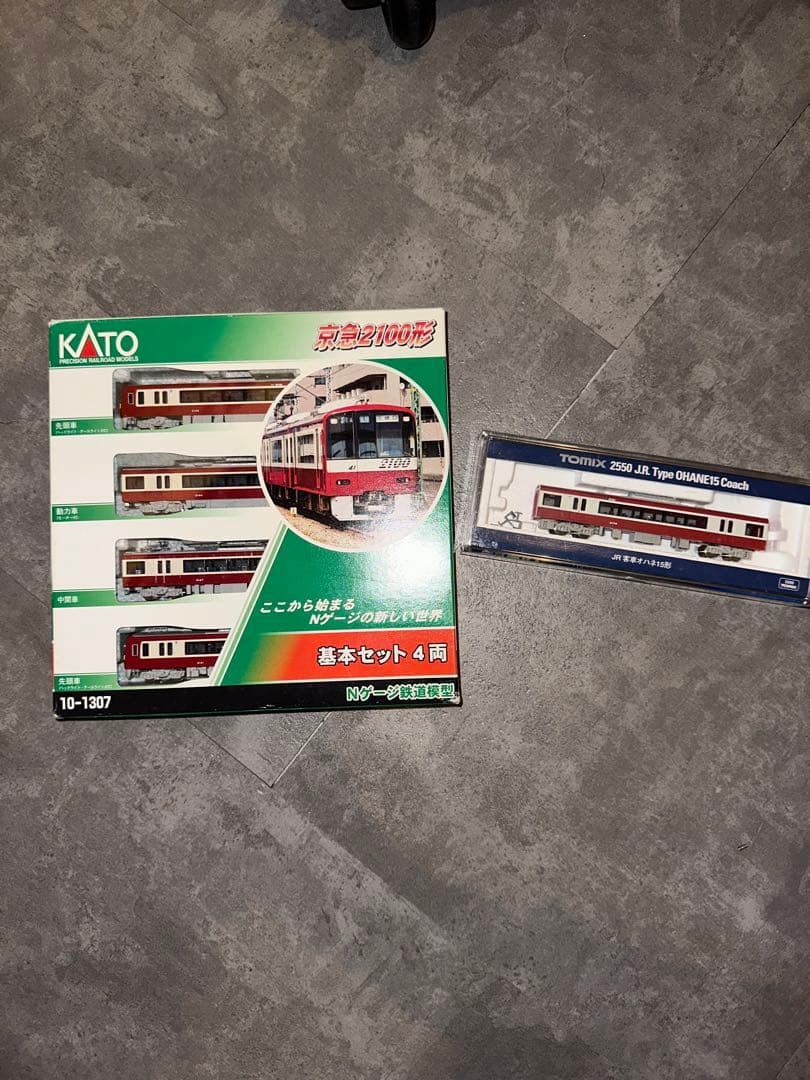 KATO
PRECISION RAILROAD MODELS
京急2100形
先頭車
動力車
中間車
先頭車
41
2100
ここから始まる
Nゲージの新しい世界
基本セット 4両
10-1307
Nゲージ鉄道模型
TOMIX 2550 J.R. Type OHANE15 Coach
JR 客車オハネ15形